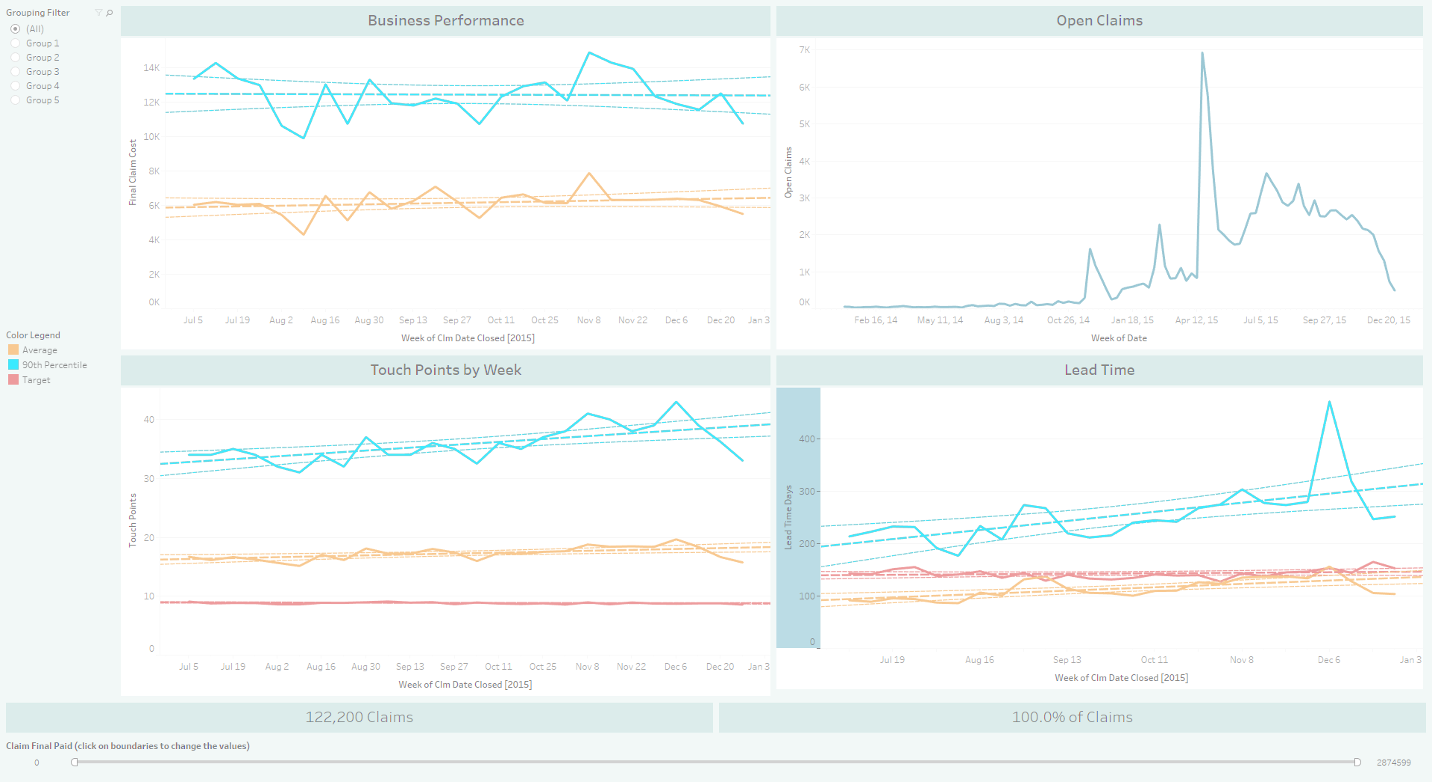 Grouping Filter
(All)
Group 1
Group 2
Group 3
Group 4
Group 5
Color Legend
Average
90th Percentile
Target
Business Performance
Final Claim Cost
14K
12K
10K
8K
6K
4K
2K
0K
Jul 5 Jul 19 Aug 2 Aug 16 Aug 30 Sep 13 Sep 27 Oct 11 Oct 25 Nov 8 Nov 22 Dec 6 Dec 20 Jan 3
Week of Clm Date Closed [2015]
Open Claims
Open Claims
7K
6K
5K
4K
3K
2K
1K
0K
Feb 16, 14 May 11, 14 Aug 3, 14 Oct 26, 14 Jan 18, 15 Apr 12, 15 Jul 5, 15 Sep 27, 15 Dec 20, 15
Week of Date
Touch Points by Week
Touch Points
40
30
20
10
0
Jul 5 Jul 19 Aug 2 Aug 16 Aug 30 Sep 13 Sep 27 Oct 11 Oct 25 Nov 8 Nov 22 Dec 6 Dec 20 Jan 3
Week of Clm Date Closed [2015]
Lead Time
Lead Time Days
400
300
200
100
0
Jul 19 Aug 16 Sep 13 Oct 11 Nov 8 Dec 6 Jan 3
Week of Clm Date Closed [2015]
122,200 Claims
100.0% of Claims
Claim Final Paid (click on boundaries to change the values)
0 2874599